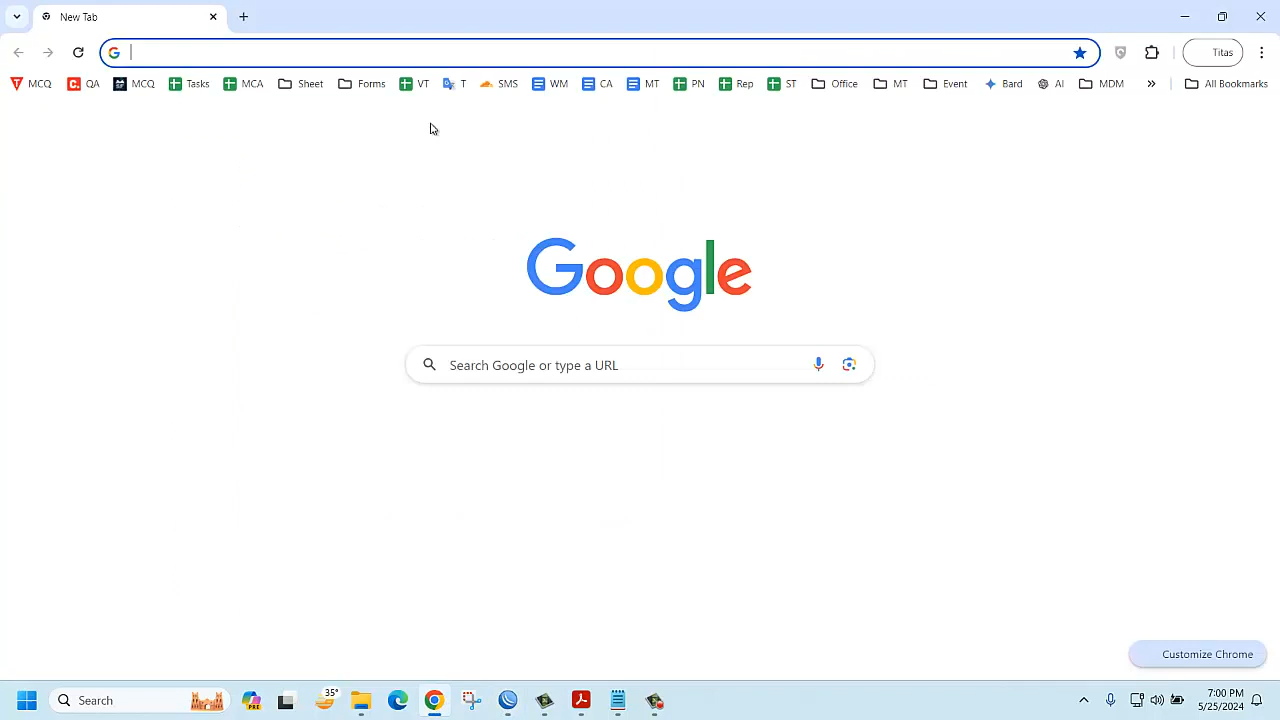 New Tab
Titas
MCQ QA MCQ Tasks MCA Sheet Forms VT T SMS WM CA MT PN Rep ST Office MT Event Bard AI MDM » All Bookmarks
Google
Search Google or type a URL
Customize Chrome
Search PRE 35° 7:00 PM
5/25/2024